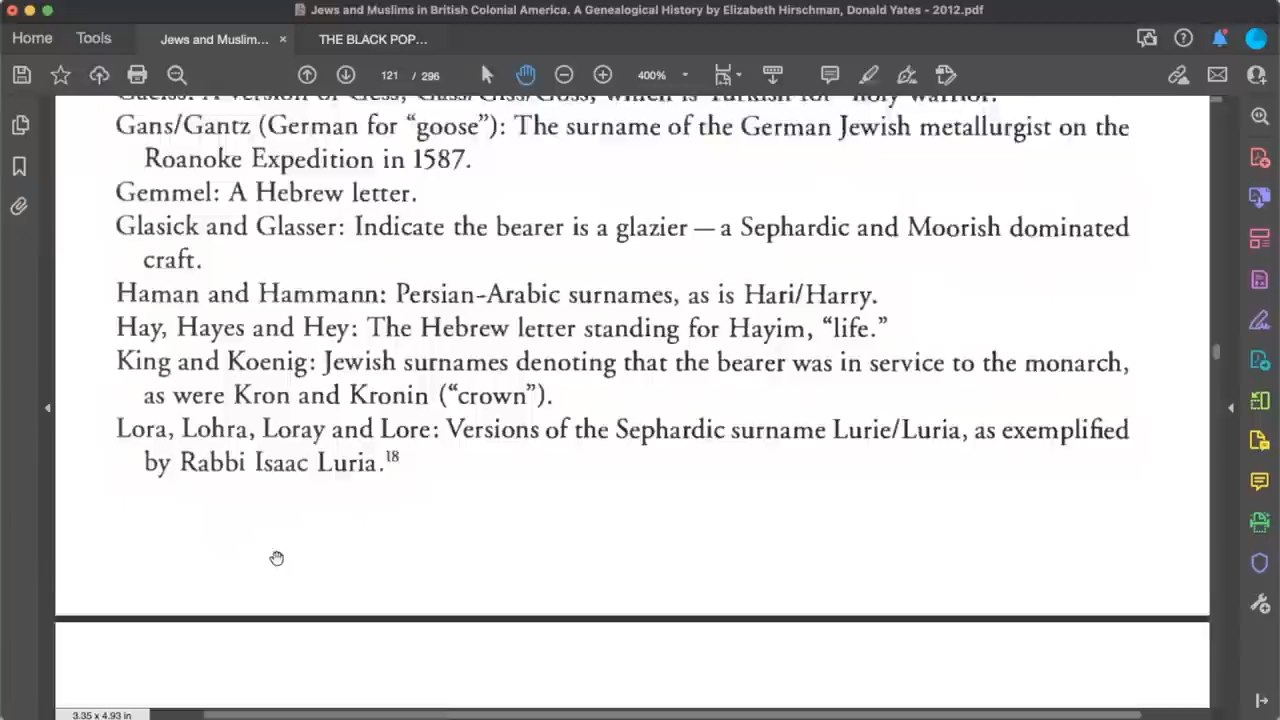 Jews and Muslims in British Colonial America. A Genealogical History by Elizabeth Hirschman, Donald Yates - 2012.pdf
Home Tools Jews and Muslim... × THE BLACK POP...
121 / 296 400%
Gans/Gantz (German for “goose”): The surname of the German Jewish metallurgist on the
Roanoke Expedition in 1587.
Gemmel: A Hebrew letter.
Glasick and Glasser: Indicate the bearer is a glazier — a Sephardic and Moorish dominated
craft.
Haman and Hammann: Persian-Arabic surnames, as is Hari/Harry.
Hay, Hayes and Hey: The Hebrew letter standing for Hayim, “life.”
King and Koenig: Jewish surnames denoting that the bearer was in service to the monarch,
as were Kron and Kronin (“crown”).
Lora, Lohra, Loray and Lore: Versions of the Sephardic surname Lurie/Luria, as exemplified
by Rabbi Isaac Luria.18
3.35 x 4.93 in